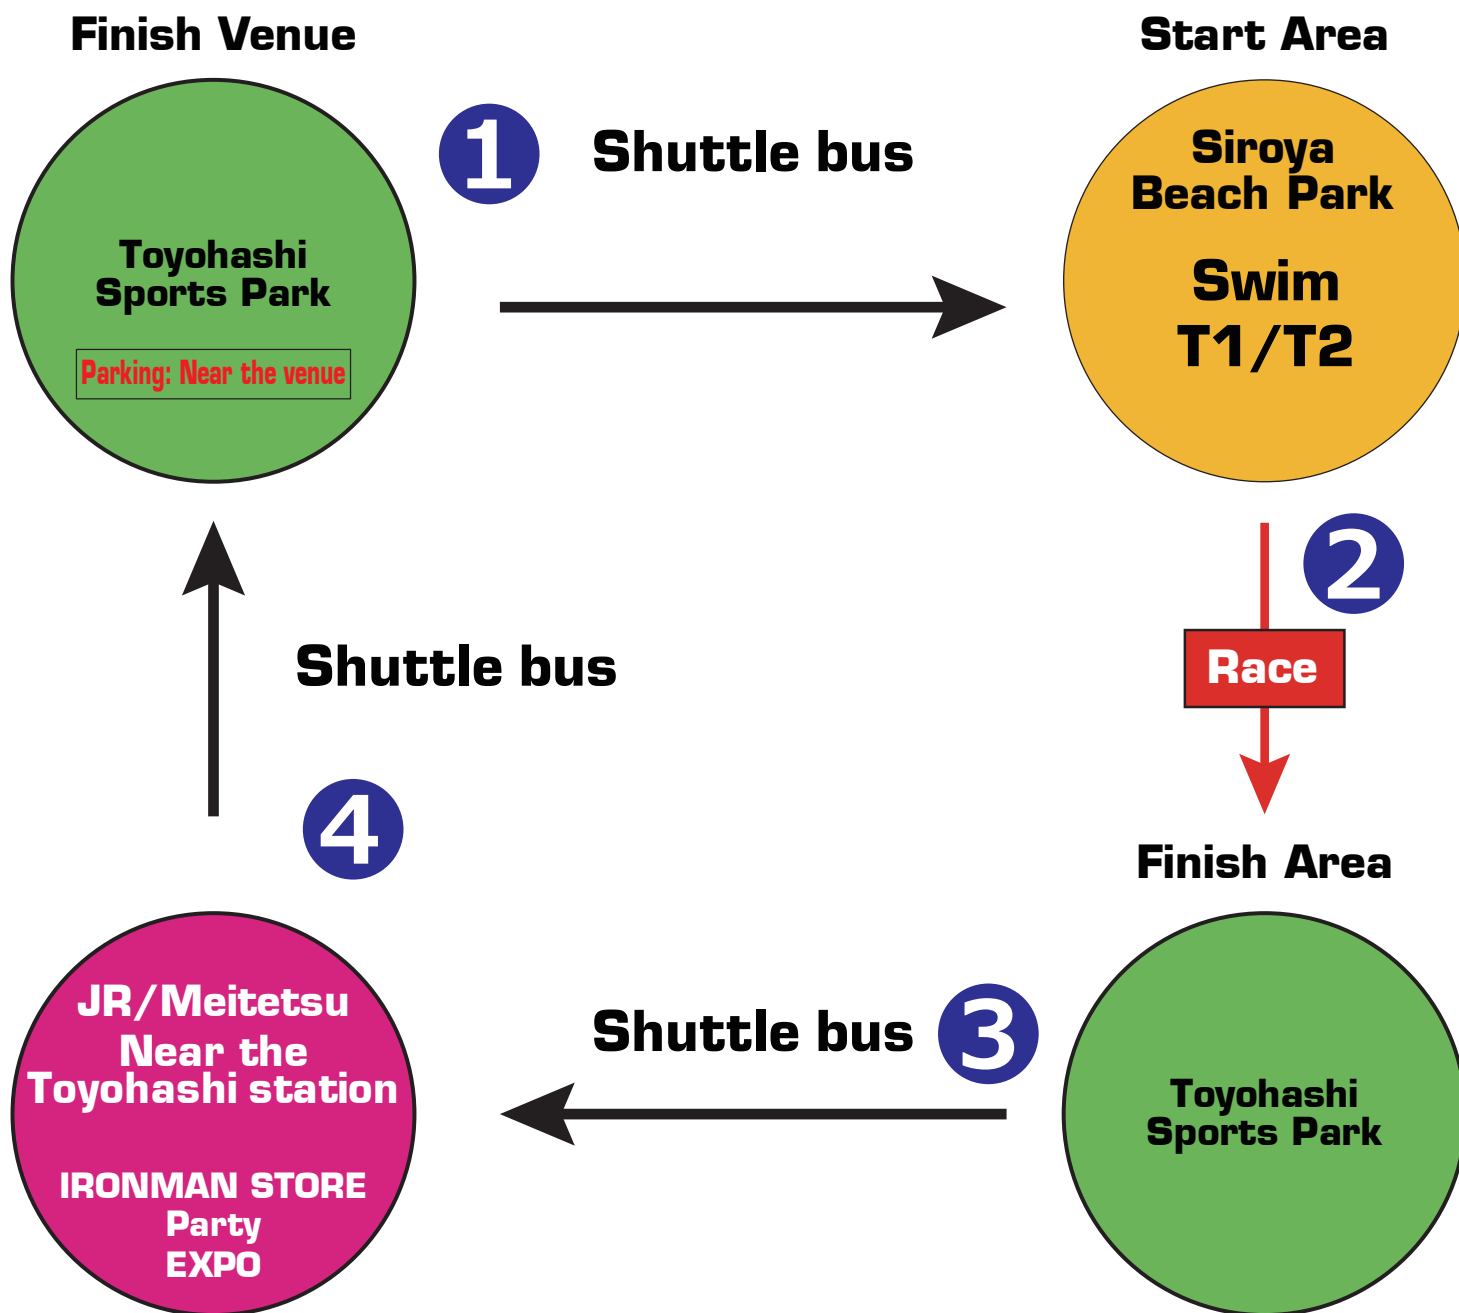 Finish Venue
Start Area
1
Shuttle bus
Siroya
Beach Park
Swim
T1/T2
Toyohashi
Sports Park
Parking: Near the venue
2
Race
Shuttle bus
4
Finish Area
JR/Meitetsu
Near the
Toyohashi station
IRONMAN STORE
Party
EXPO
Shuttle bus
3
Toyohashi
Sports Park